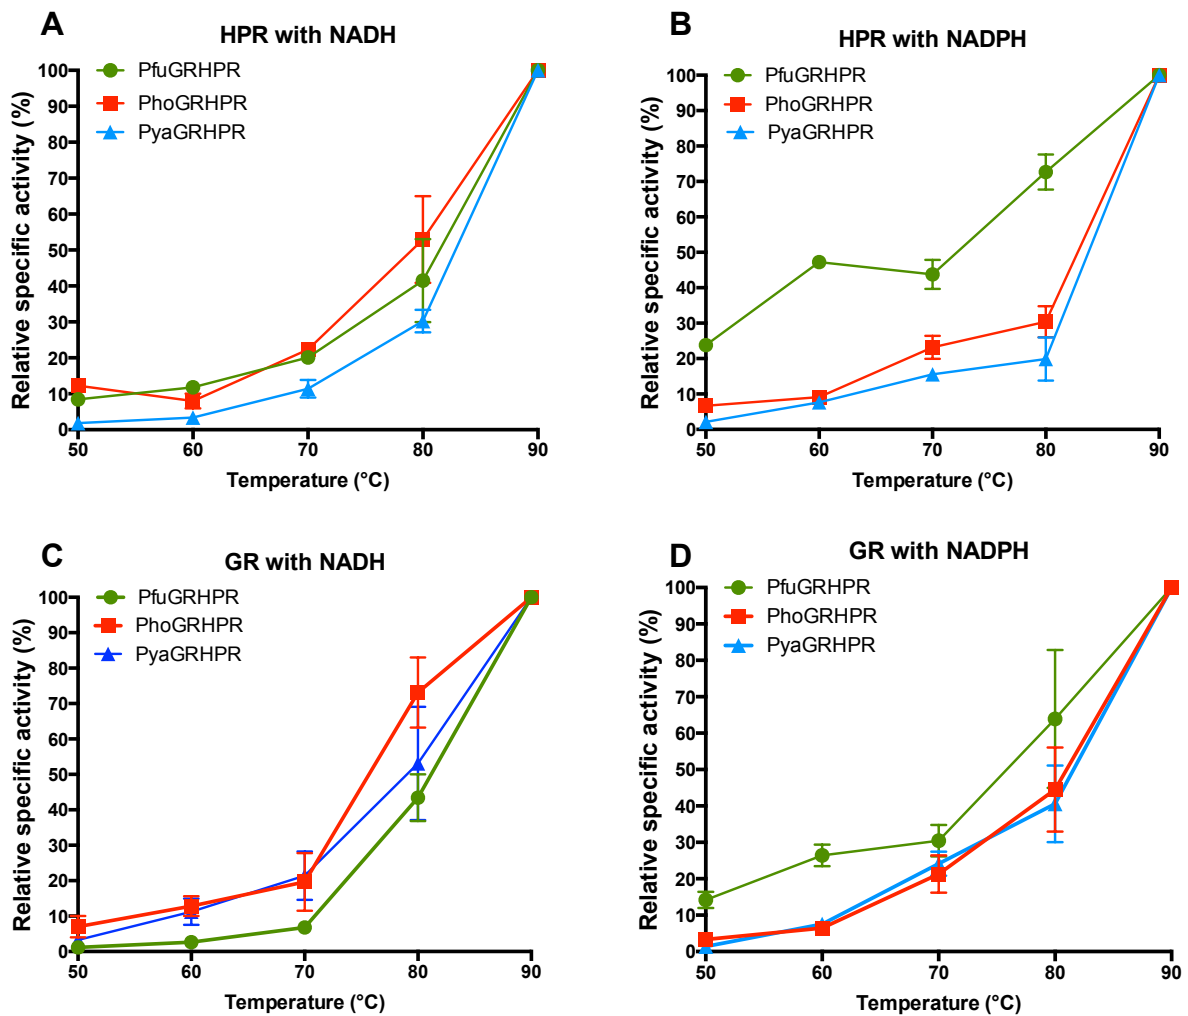 A
HPR with NADH
PfuGRHPR
PhoGRHPR
PyaGRHPR
Relative specific activity (%)
100
90
80
70
60
50
40
30
20
10
0
50 60 70 80 90
Temperature (°C)
B
HPR with NADPH
PfuGRHPR
PhoGRHPR
PyaGRHPR
Relative specific activity (%)
100
90
80
70
60
50
40
30
20
10
0
50 60 70 80 90
Temperature (°C)
C
GR with NADH
PfuGRHPR
PhoGRHPR
PyaGRHPR
Relative specific activity (%)
100
90
80
70
60
50
40
30
20
10
0
50 60 70 80 90
Temperature (°C)
D
GR with NADPH
PfuGRHPR
PhoGRHPR
PyaGRHPR
Relative specific activity (%)
100
90
80
70
60
50
40
30
20
10
0
50 60 70 80 90
Temperature (°C)